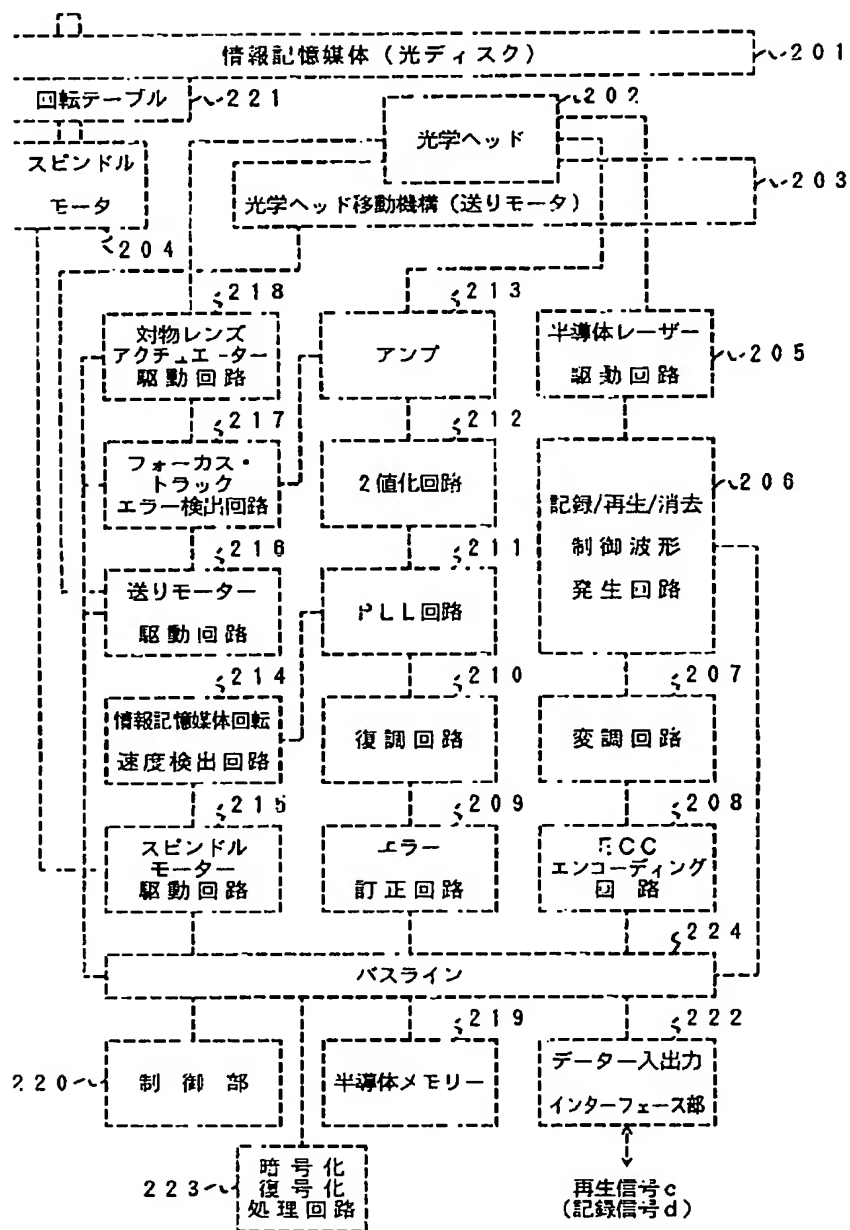 情報記憶媒体(光ディスク)
201
回転テーブル
221
202
光学ヘッド
スピンドル
モータ
光学ヘッド移動機構(送りモータ)
203
204
218
対物レンズ
アクチュエーター
駆動回路
213
アンプ
半導体レーザー
駆動回路
205
217
フォーカス・
トラック
エラー検出回路
212
2値化回路
記録/再生/消去
制御波形
発生回路
206
216
送りモーター
駆動回路
211
PLL回路
214
情報記憶媒体回転
速度検出回路
210
復調回路
207
変調回路
215
スピンドル
モーター
駆動回路
209
エラー
訂正回路
208
ECC
エンコーディング
回路
224
バスライン
220
制御部
219
半導体メモリー
222
データー入出力
インターフェース部
223
暗号化
復号化
処理回路
再生信号c
(記録信号d)